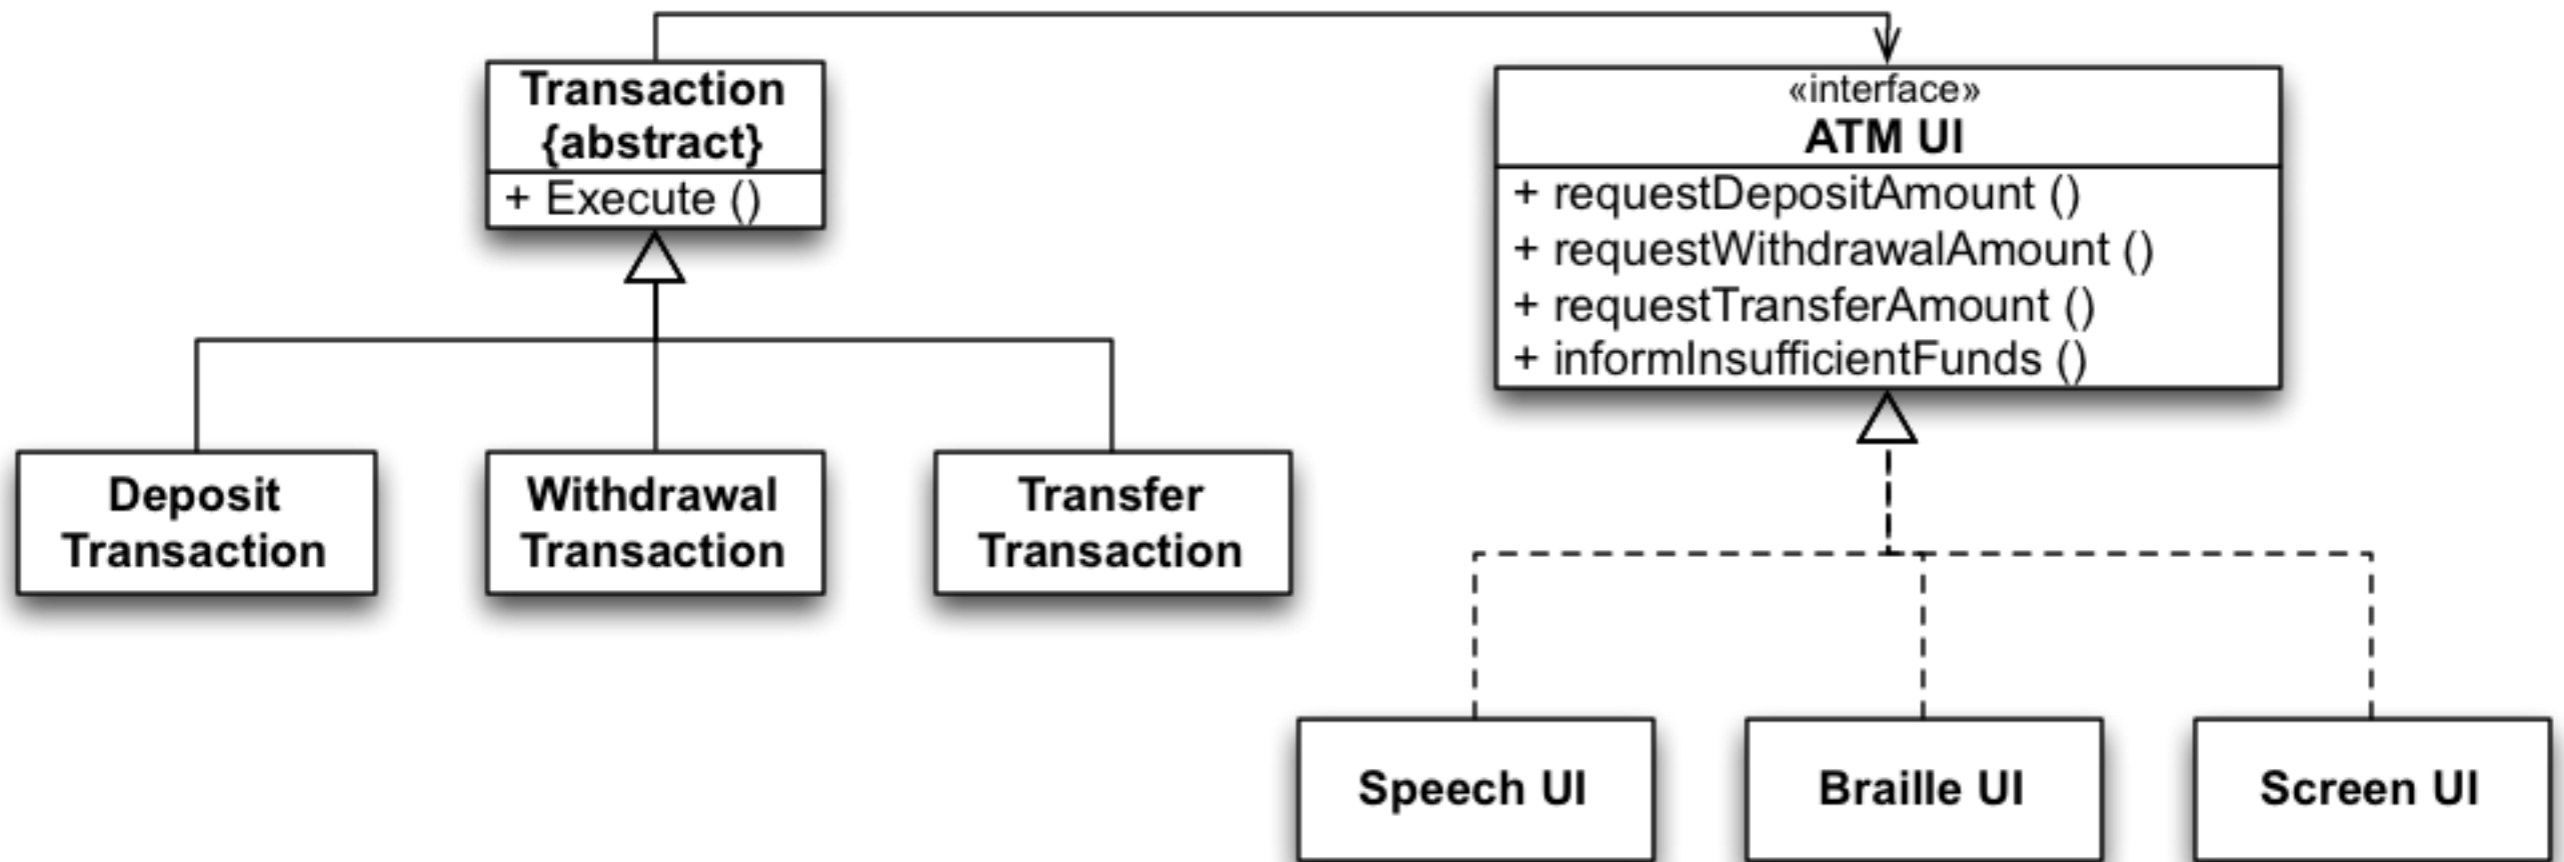 Transaction
{abstract}
+ Execute ()
«interface»
ATM UI
+ requestDepositAmount ()
+ requestWithdrawalAmount ()
+ requestTransferAmount ()
+ informInsufficientFunds ()
Deposit
Transaction
Withdrawal
Transaction
Transfer
Transaction
Speech UI
Braille UI
Screen UI